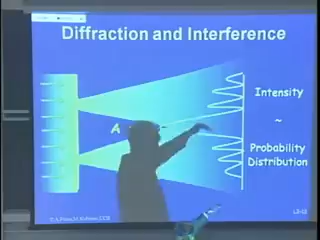 Diffraction and Interference
Intensity
A
~
Probability
Distribution